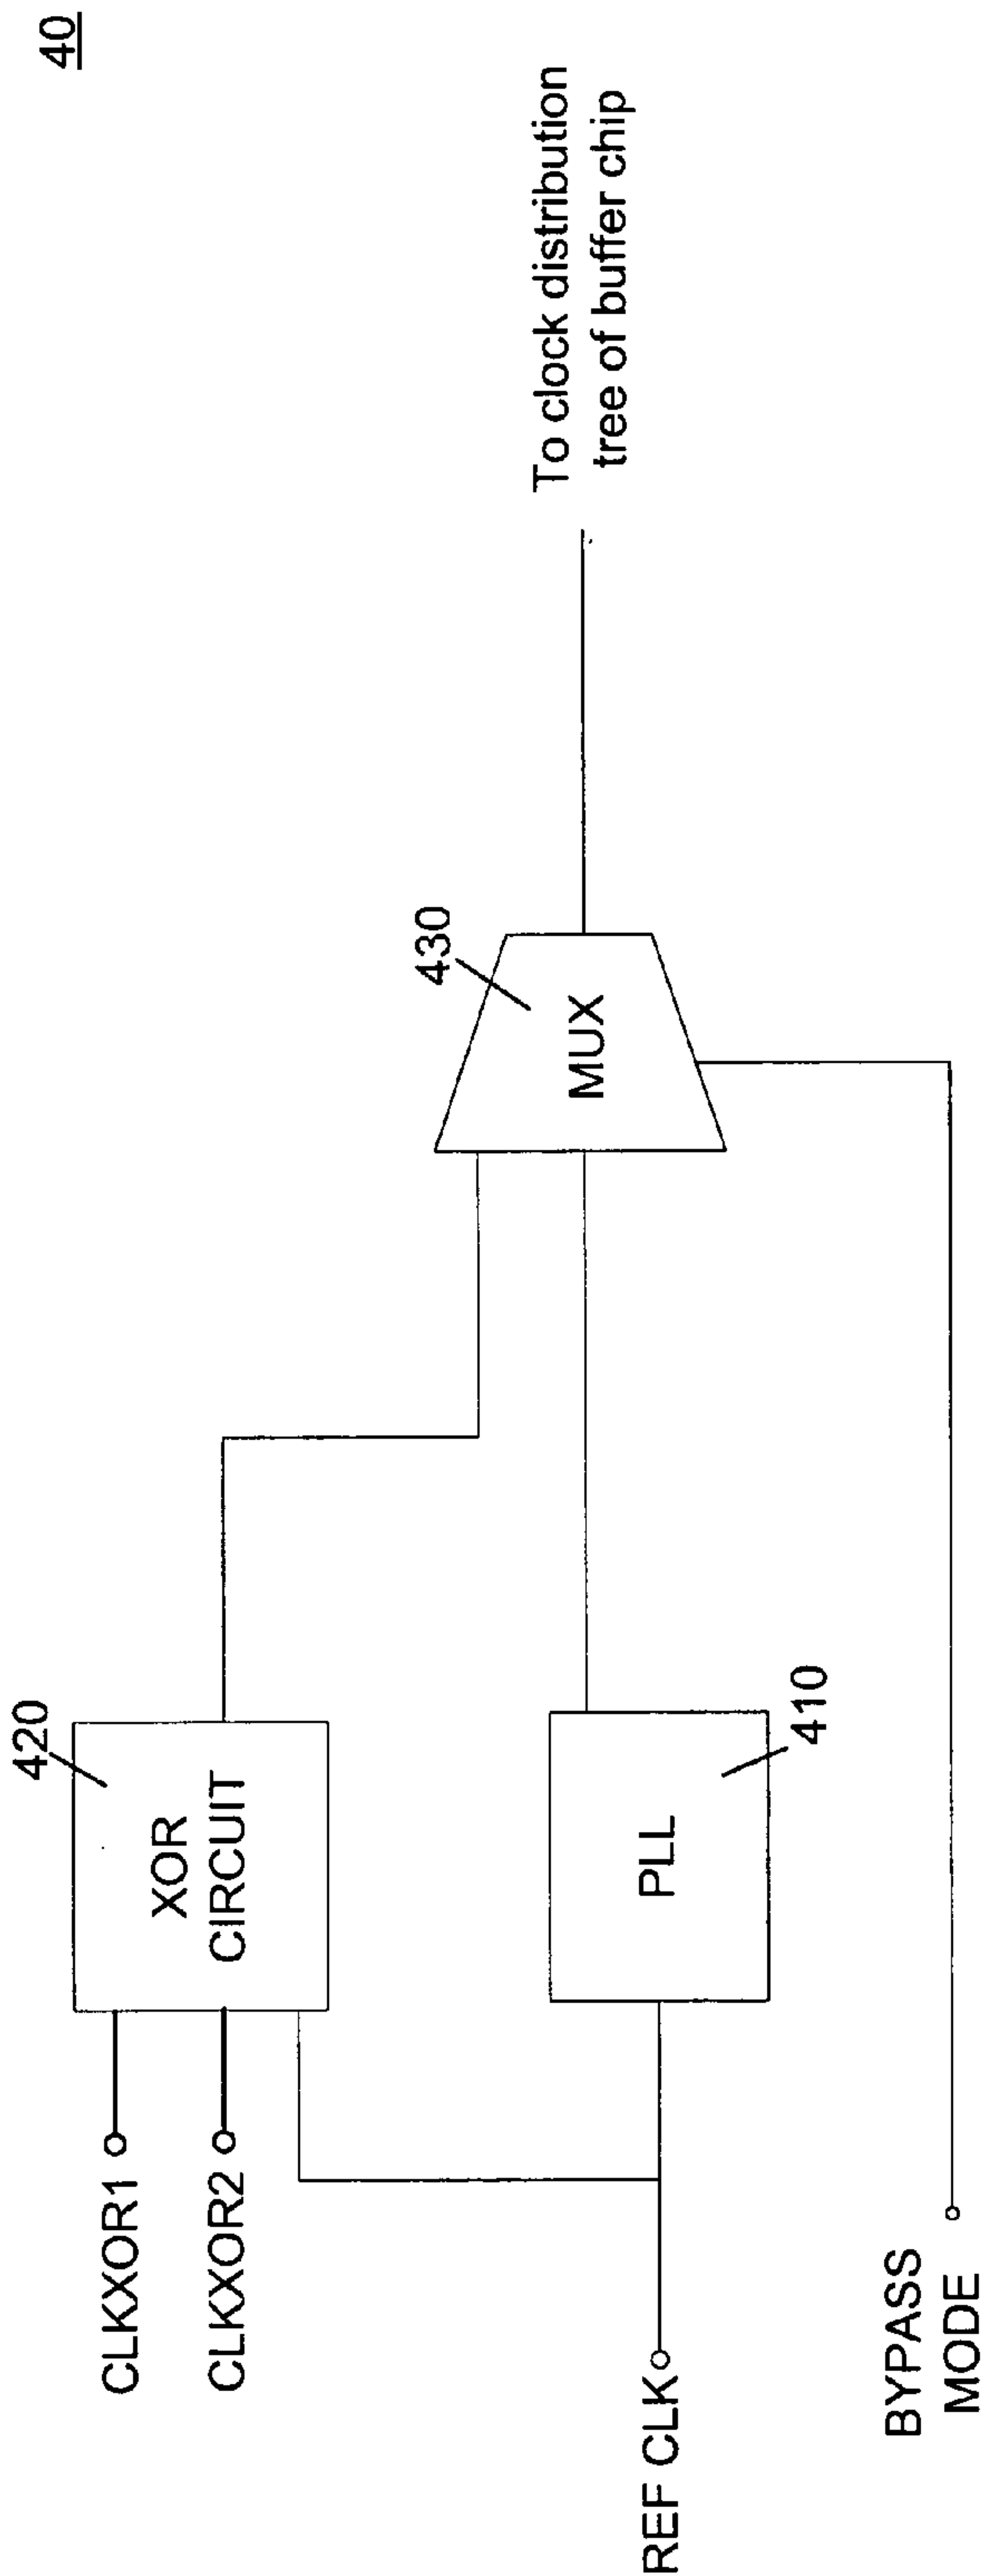 40
420
XOR
CIRCUIT
CLKXOR1
CLKXOR2
430
MUX
To clock distribution
tree of buffer chip
PLL
410
REF CLK
BYPASS
MODE